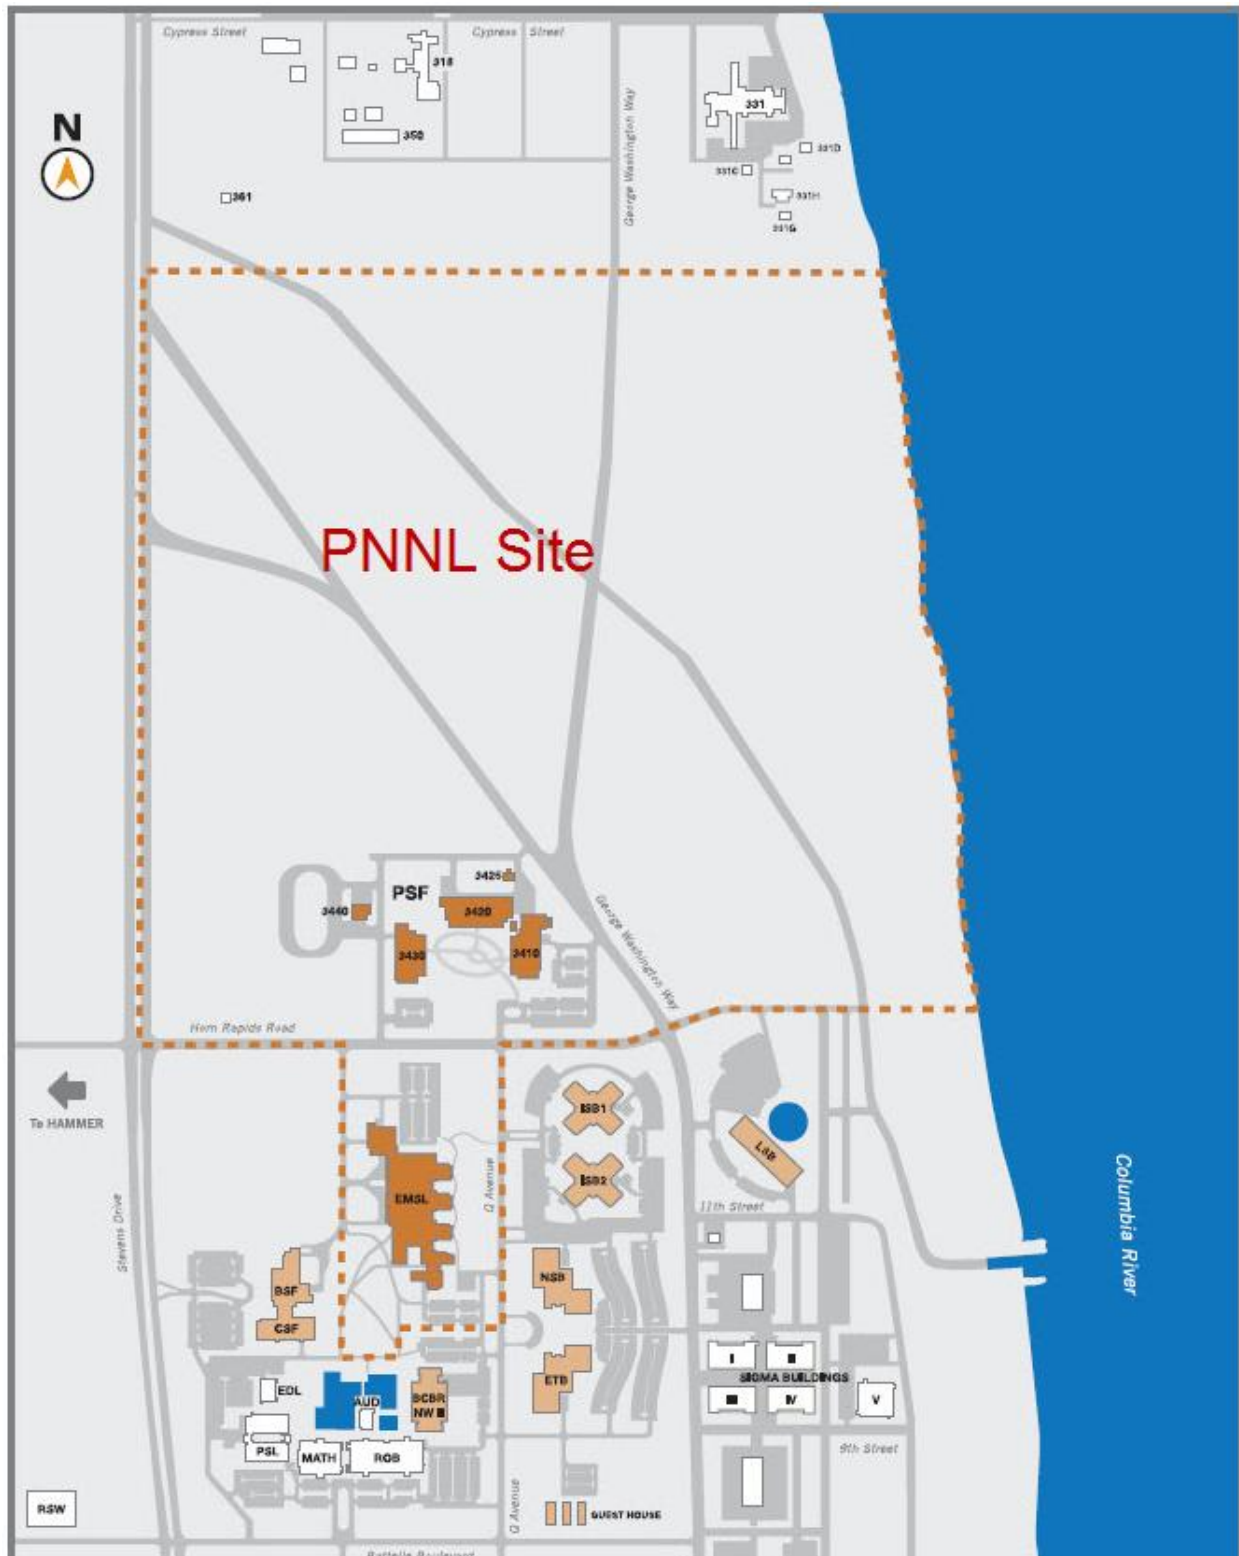 Cypress Street
Cypress Street
318
350
George Washington Way
331
331D
331C
331H
331G
N
361
PNNL Site
3425
PSF
3440
3420
3430
3410
George Washington Way
Horn Rapids Road
To HAMMER
ISB1
LSB
EMSL
ISB2
Q Avenue
11th Street
Stevens Drive
Columbia River
NSB
BSF
CSF
I
II
SIGMA BUILDINGS
ETB
EDL
AUD
BCBR
NW II
III
IV
V
PSL
MATH
ROB
9th Street
RSW
Q Avenue
GUEST HOUSE
Battelle Boulevard